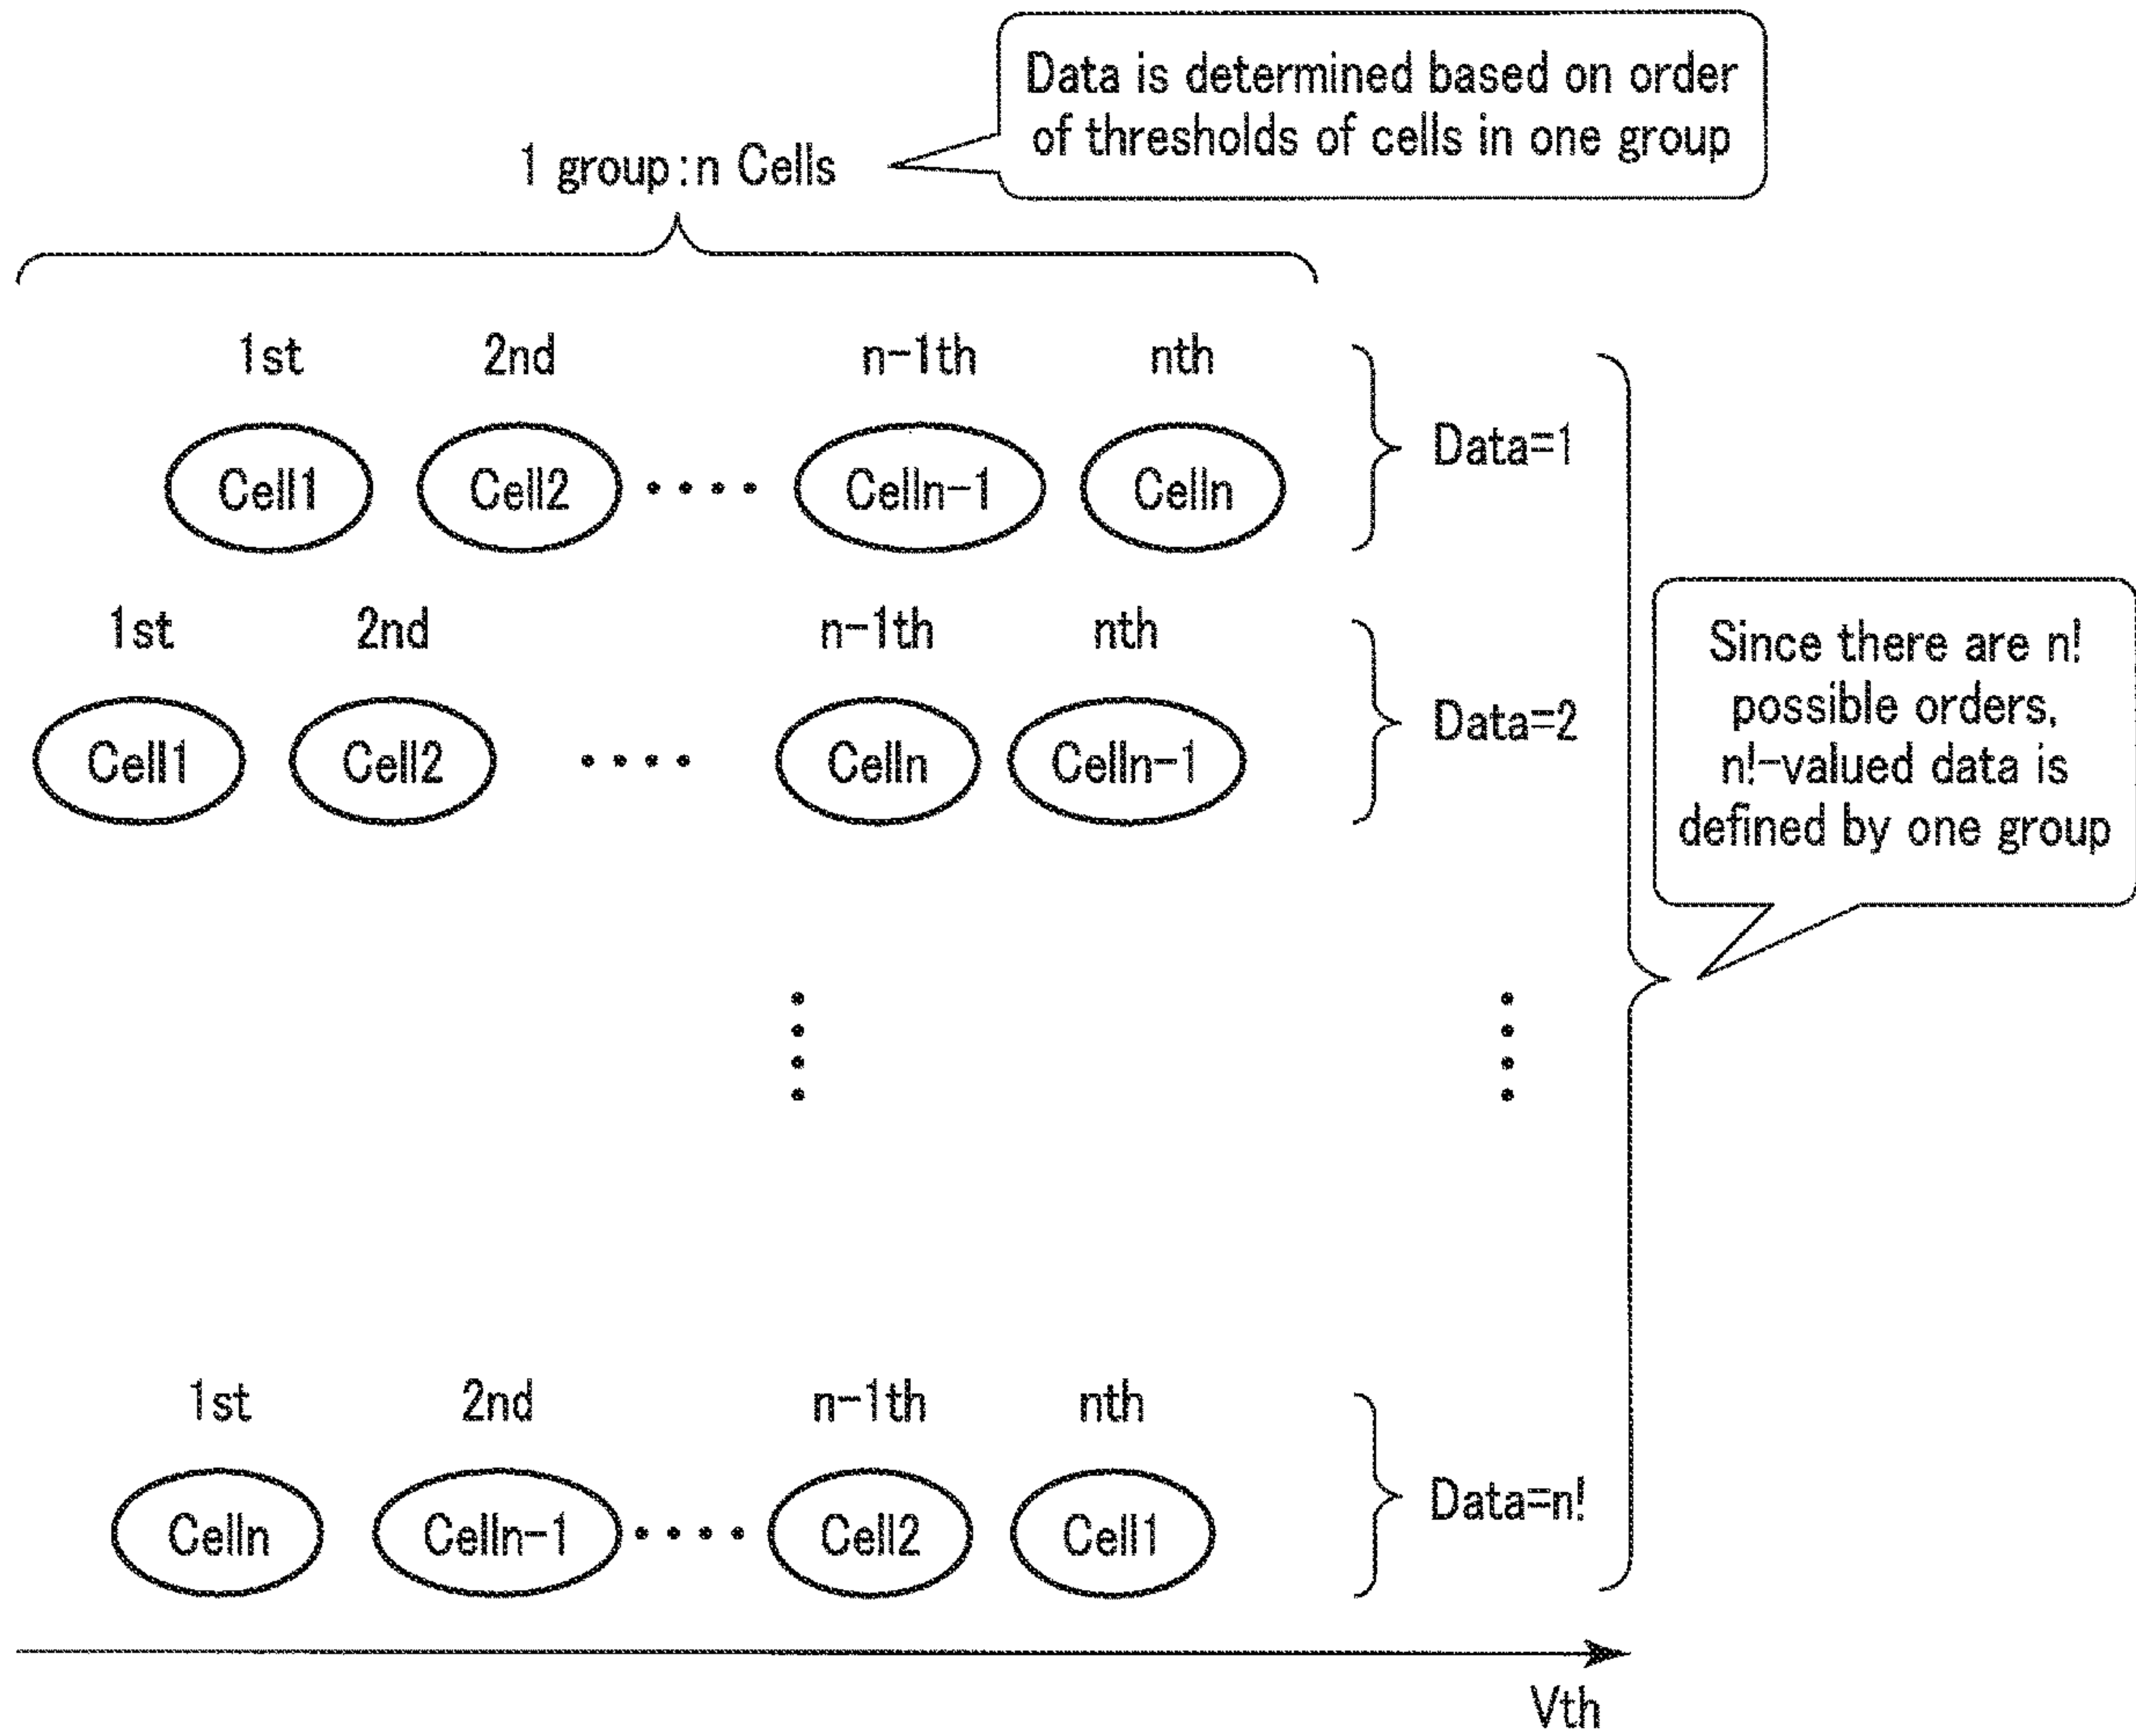 Data is determined based on order
of thresholds of cells in one group
1 group:n Cells
1st 2nd n-1th nth
Cell1 Cell2 •••• Celln-1 Celln
Data=1
1st 2nd n-1th nth
Cell1 Cell2 •••• Celln Celln-1
Data=2
Since there are n!
possible orders,
n!-valued data is
defined by one group
1st 2nd n-1th nth
Celln Celln-1 •••• Cell2 Cell1
Data=n!
Vth